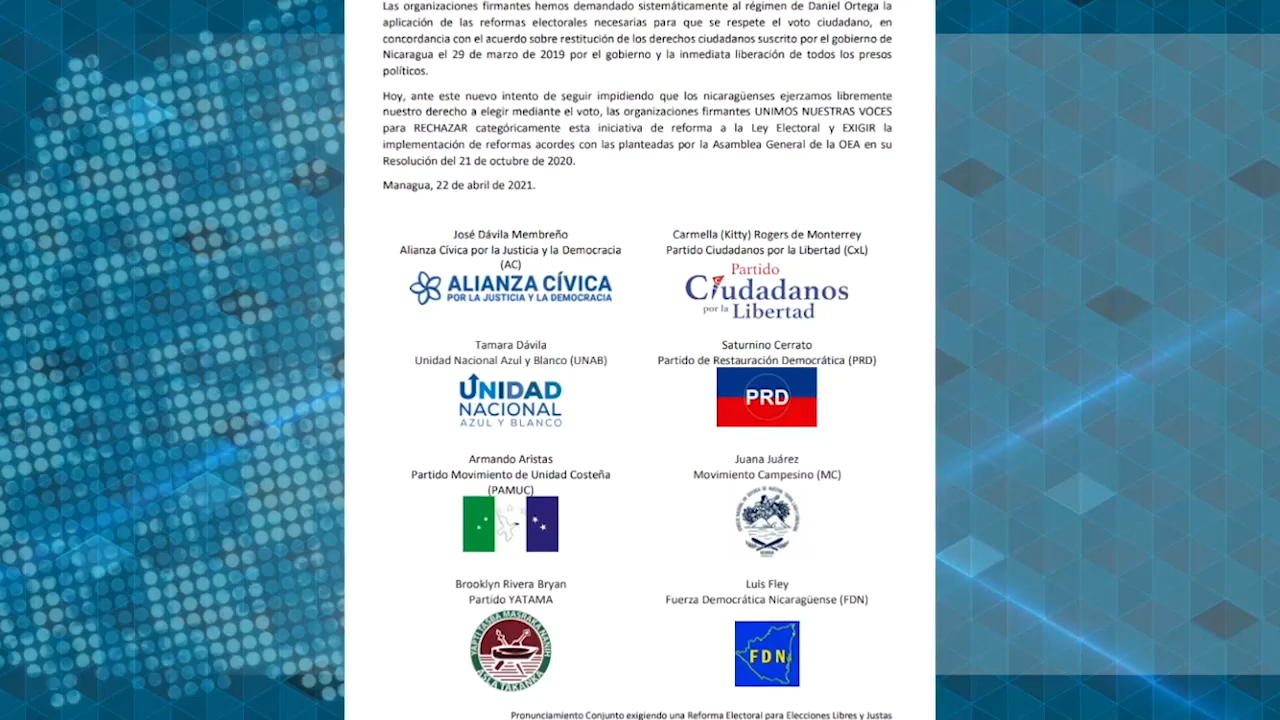 Las organizaciones firmantes hemos demandado sistemáticamente al régimen de Daniel Ortega la
aplicación de las reformas electorales necesarias para que se respete el voto ciudadano, en
concordancia con el acuerdo sobre restitución de los derechos ciudadanos suscrito por el gobierno de
Nicaragua el 29 de marzo de 2019 por el gobierno y la inmediata liberación de todos los presos
políticos.
Hoy, ante este nuevo intento de seguir impidiendo que los nicaragüenses ejerzamos libremente
nuestro derecho a elegir mediante el voto, las organizaciones firmantes UNIMOS NUESTRAS VOCES
para RECHAZAR categóricamente esta iniciativa de reforma a la Ley Electoral y EXIGIR la
implementación de reformas acordes con las planteadas por la Asamblea General de la OEA en su
Resolución del 21 de octubre de 2020.
Managua, 22 de abril de 2021.
José Dávila Membreño
Alianza Cívica por la Justicia y la Democracia
(AC)
ALIANZA CÍVICA
POR LA JUSTICIA Y LA DEMOCRACIA
Carmella (Kitty) Rogers de Monterrey
Partido Ciudadanos por la Libertad (CxL)
Partido
Ciudadanos
por la Libertad
Tamara Dávila
Unidad Nacional Azul y Blanco (UNAB)
UNIDAD
NACIONAL
AZUL Y BLANCO
Saturnino Cerrato
Partido de Restauración Democrática (PRD)
PRD
Armando Aristas
Partido Movimiento de Unidad Costeña
(PAMUC)
Juana Juárez
Movimiento Campesino (MC)
Brooklyn Rivera Bryan
Partido YATAMA
YAPTI TASBA MASRAKA NANIH
ASLA TAKANKA
Luis Fley
Fuerza Democrática Nicaragüense (FDN)
FDN
Pronunciamiento Conjunto exigiendo una Reforma Electoral para Elecciones Libres y Justas